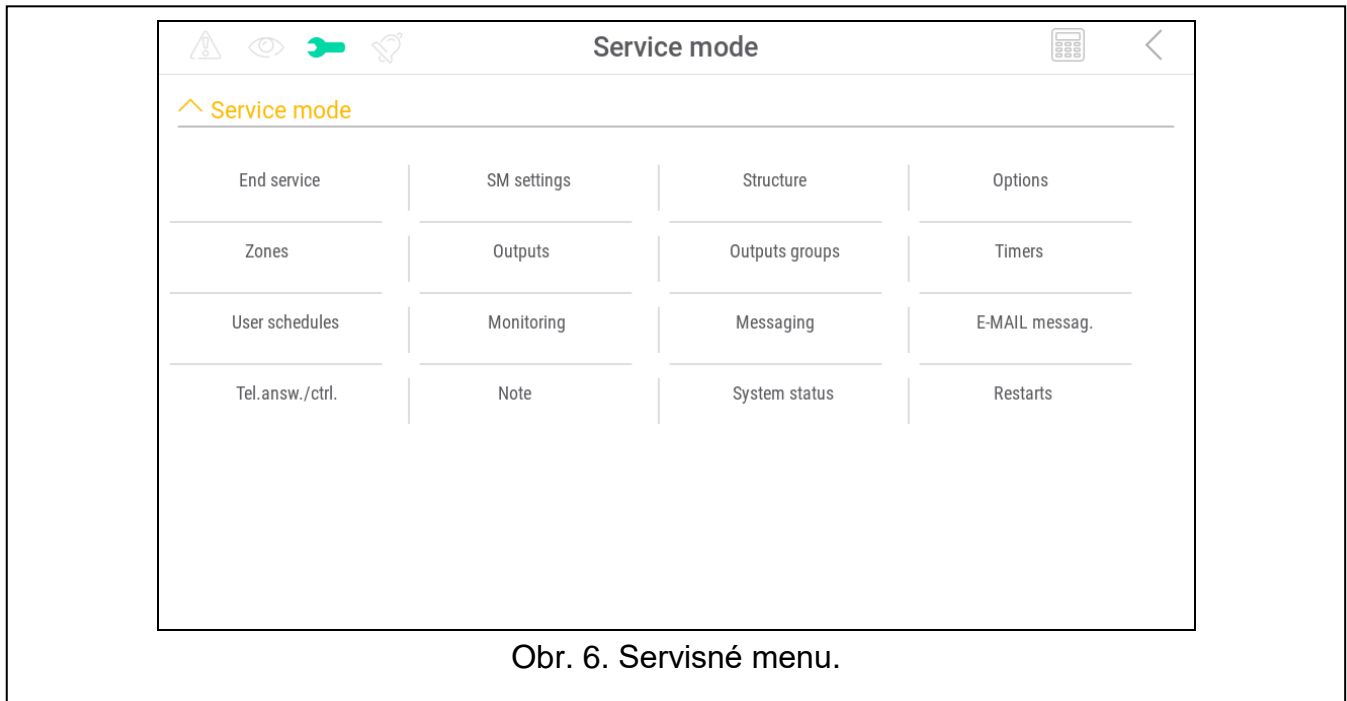 Service mode
Service mode
End service SM settings Structure Options
Zones Outputs Outputs groups Timers
User schedules Monitoring Messaging E-MAIL messag.
Tel.answ./ctrl. Note System status Restarts
Obr. 6. Servisné menu.